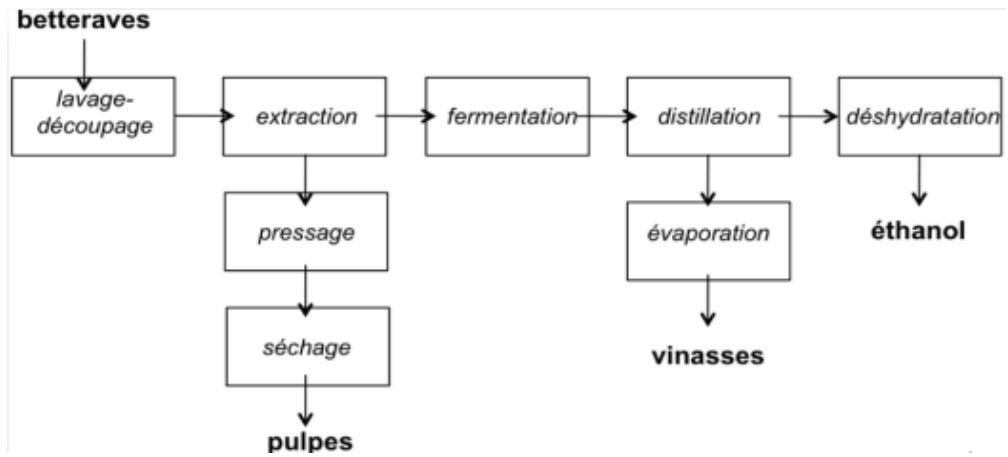 betteraves
lavage-
découpage
extraction
fermentation
distillation
déshydratation
pressage
évaporation
éthanol
séchage
vinasses
pulpes